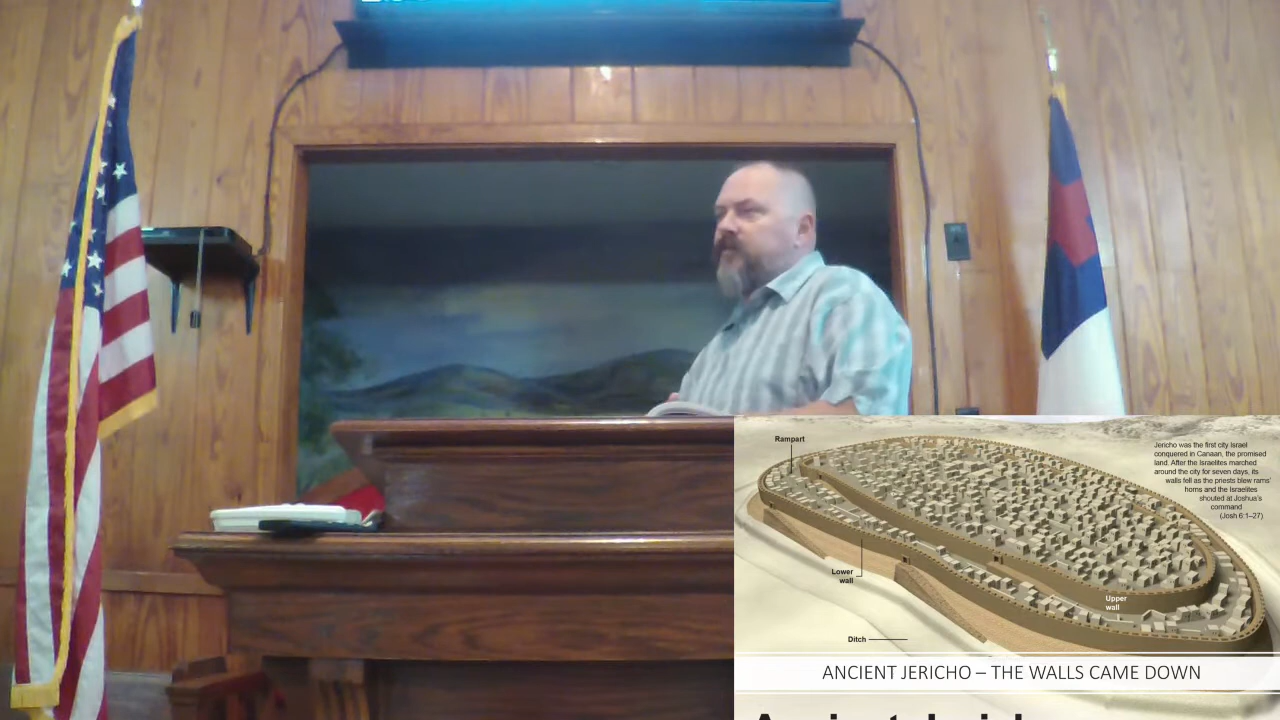 Rampart
Jericho was the first city Israel
conquered in Canaan, the promised
land. After the Israelites marched
around the city for seven days, its
walls fell as the priests blew rams'
horns and the Israelites
shouted at Joshua's
command
(Josh 6:1–27)
Lower
wall
Upper
wall
Ditch
ANCIENT JERICHO – THE WALLS CAME DOWN